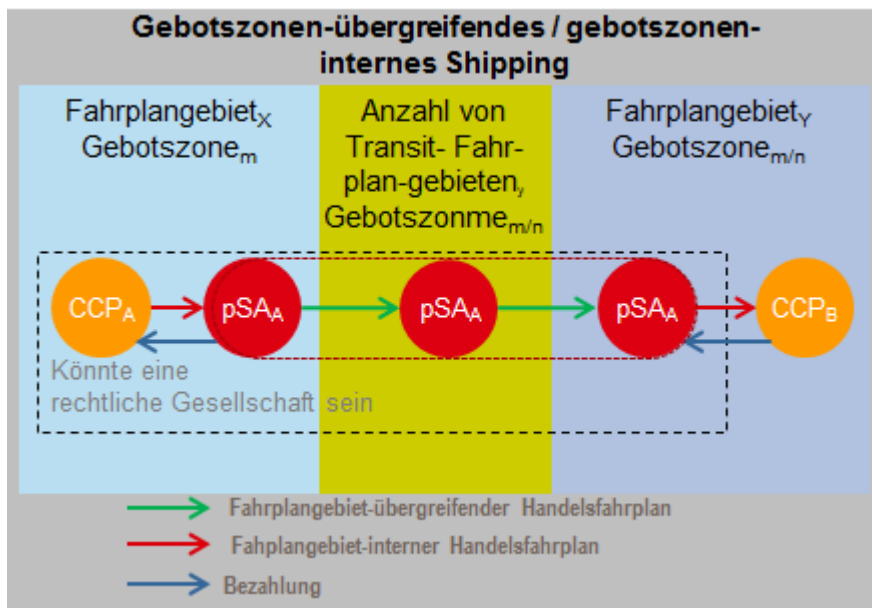 Gebotszonen-übergreifendes / gebotszonen-
internes Shipping
Fahrplangebiet_X
Gebotszone_m
Anzahl von
Transit- Fahr-
plan-gebieten,
Gebotszonme_m/n
Fahrplangebiet_Y
Gebotszone_m/n
CCP_A
pSA_A
pSA_A
pSA_A
CCP_B
Könnte eine
rechtliche Gesellschaft sein
Fahrplangebiet-übergreifender Handelsfahrplan
Fahplangebiet-interner Handelsfahrplan
Bezahlung